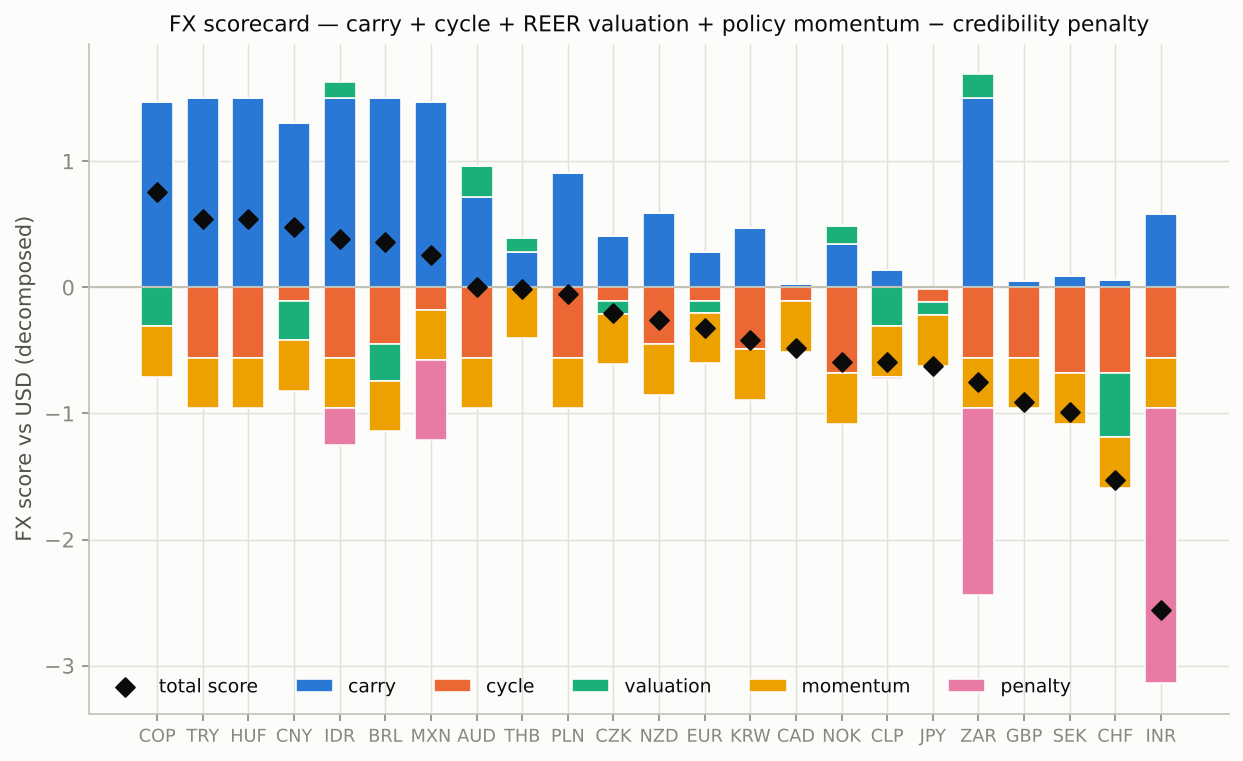 FX scorecard — carry + cycle + REER valuation + policy momentum − credibility penalty
FX score vs USD (decomposed)
1
0
−1
−2
−3
total score carry cycle valuation momentum penalty
COP TRY HUF CNY IDR BRL MXN AUD THB PLN CZK NZD EUR KRW CAD NOK CLP JPY ZAR GBP SEK CHF INR